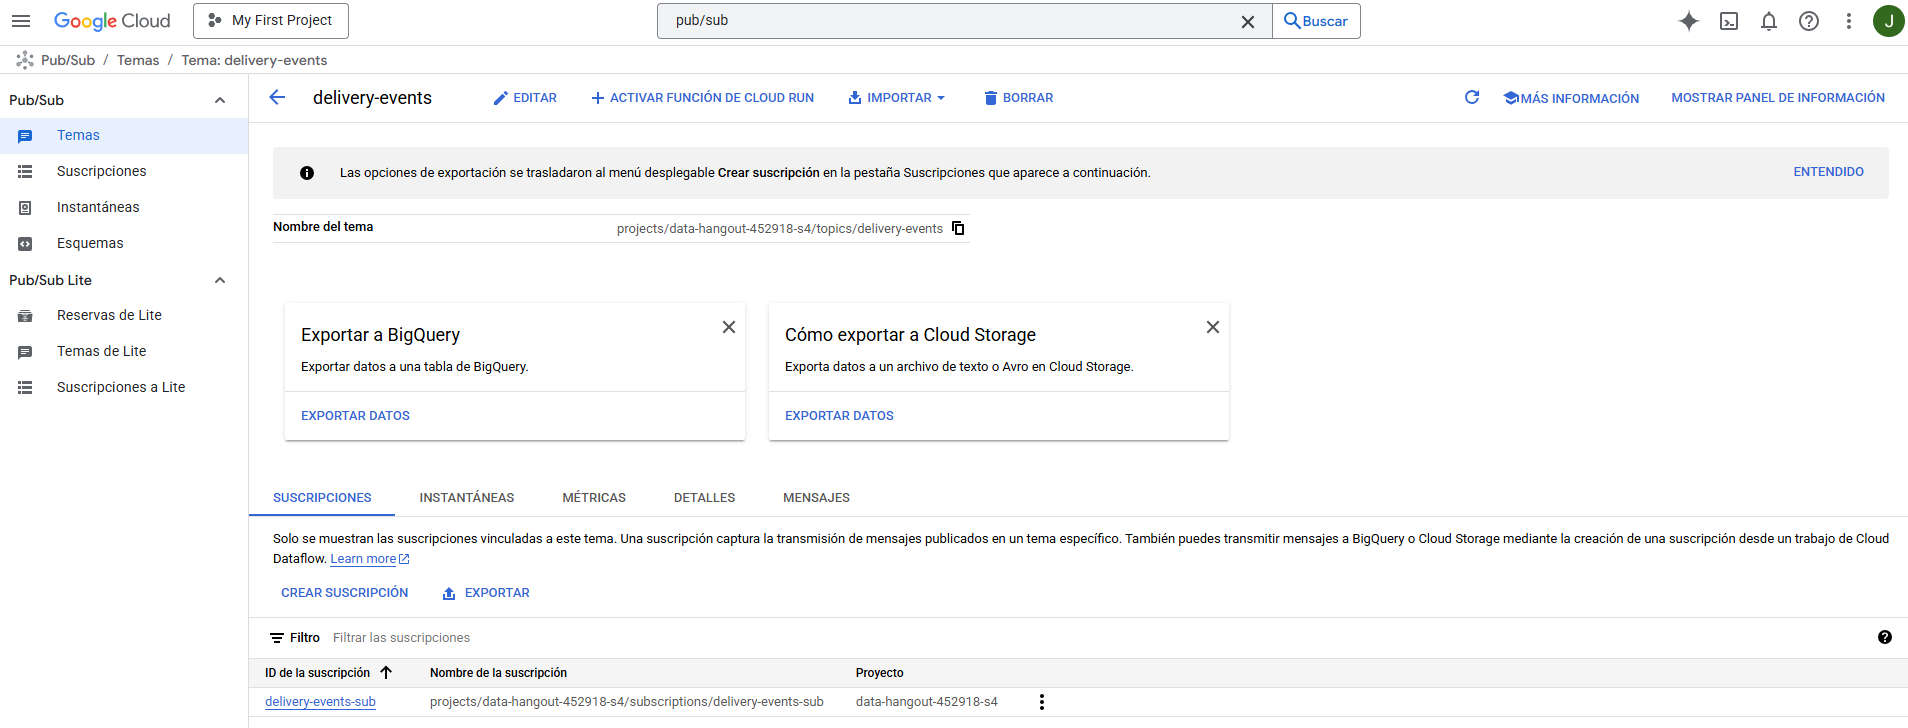 Google Cloud
My First Project
pub/sub
Buscar
J
Pub/Sub / Temas / Tema: delivery-events
Pub/Sub
Temas
Suscripciones
Instantáneas
Esquemas
Pub/Sub Lite
Reservas de Lite
Temas de Lite
Suscripciones a Lite
delivery-events
EDITAR
ACTIVAR FUNCIÓN DE CLOUD RUN
IMPORTAR
BORRAR
MÁS INFORMACIÓN
MOSTRAR PANEL DE INFORMACIÓN
Las opciones de exportación se trasladaron al menú desplegable Crear suscripción en la pestaña Suscripciones que aparece a continuación.
ENTENDIDO
Nombre del tema
projects/data-hangout-452918-s4/topics/delivery-events
Exportar a BigQuery
Exportar datos a una tabla de BigQuery.
EXPORTAR DATOS
Cómo exportar a Cloud Storage
Exporta datos a un archivo de texto o Avro en Cloud Storage.
EXPORTAR DATOS
SUSCRIPCIONES
INSTANTÁNEAS
MÉTRICAS
DETALLES
MENSAJES
Solo se muestran las suscripciones vinculadas a este tema. Una suscripción captura la transmisión de mensajes publicados en un tema específico. También puedes transmitir mensajes a BigQuery o Cloud Storage mediante la creación de una suscripción desde un trabajo de Cloud
Dataflow. Learn more
CREAR SUSCRIPCIÓN
EXPORTAR
Filtro
Filtrar las suscripciones
ID de la suscripción
Nombre de la suscripción
Proyecto
delivery-events-sub
projects/data-hangout-452918-s4/subscriptions/delivery-events-sub
data-hangout-452918-s4